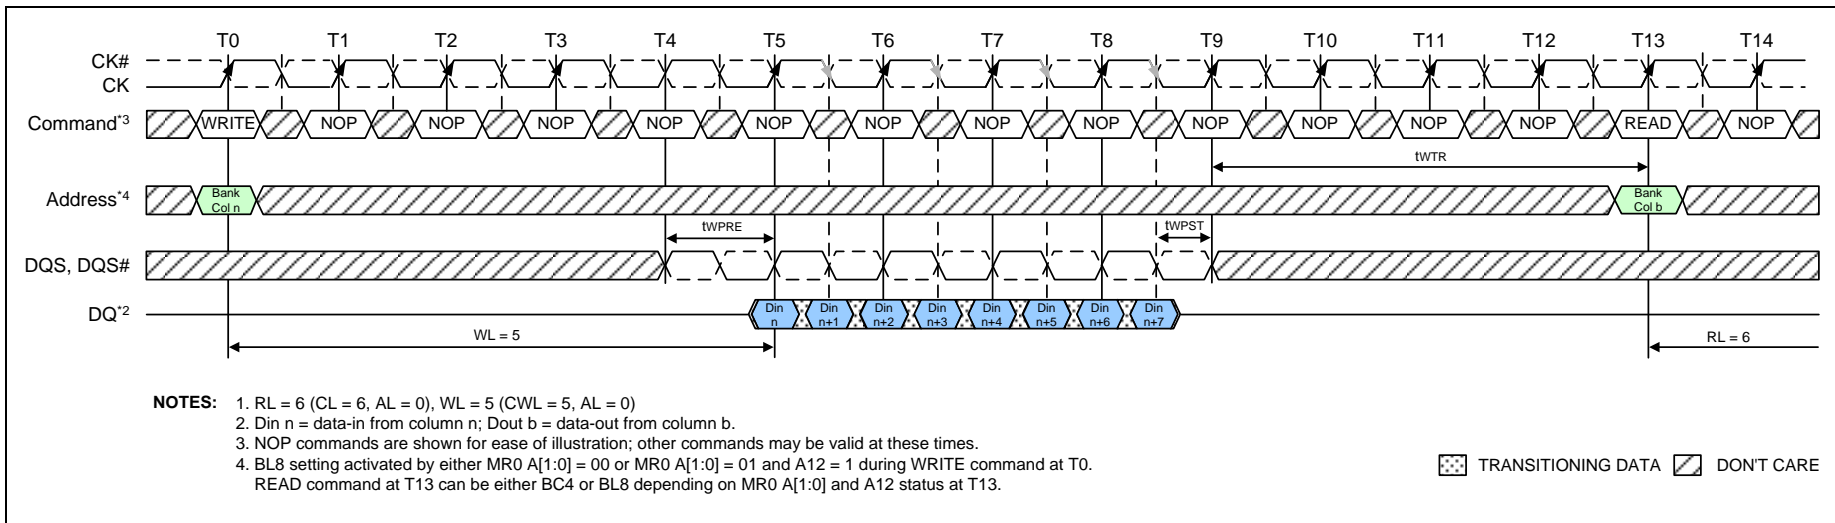 T0 T1 T2 T3 T4 T5 T6 T7 T8 T9 T10 T11 T12 T13 T14
CK#
CK
Command*3 WRITE NOP NOP NOP NOP NOP NOP NOP NOP NOP NOP NOP NOP READ NOP
tWTR
Address*4 Bank Col n Bank Col b
tWPRE tWPST
DQS, DQS#
DQ*2 Din n Din n+1 Din n+2 Din n+3 Din n+4 Din n+5 Din n+6 Din n+7
WL = 5 RL = 6
NOTES: 1. RL = 6 (CL = 6, AL = 0), WL = 5 (CWL = 5, AL = 0)
2. Din n = data-in from column n; Dout b = data-out from column b.
3. NOP commands are shown for ease of illustration; other commands may be valid at these times.
4. BL8 setting activated by either MR0 A[1:0] = 00 or MR0 A[1:0] = 01 and A12 = 1 during WRITE command at T0.
READ command at T13 can be either BC4 or BL8 depending on MR0 A[1:0] and A12 status at T13.
TRANSITIONING DATA DON'T CARE